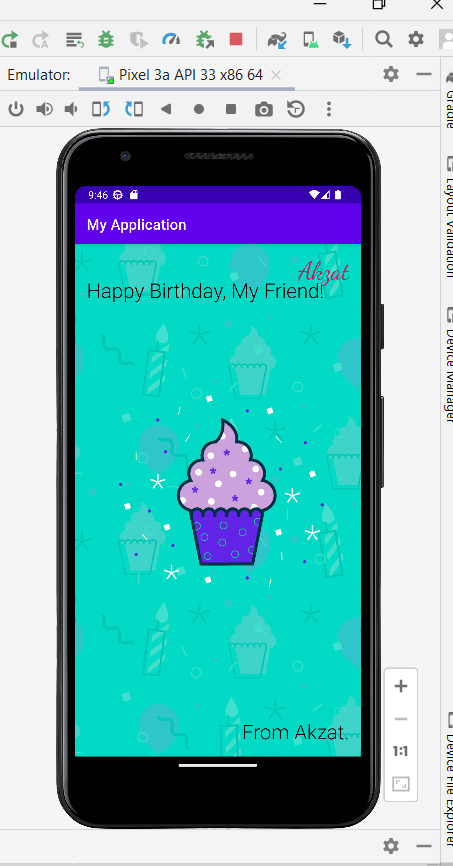 Emulator: Pixel 3a API 33 x86 64
Gradle
Layout Validation
Device Manager
9:46
My Application
Akzat
Happy Birthday, My Friend!
From Akzat.
1:1
Device File Explorer